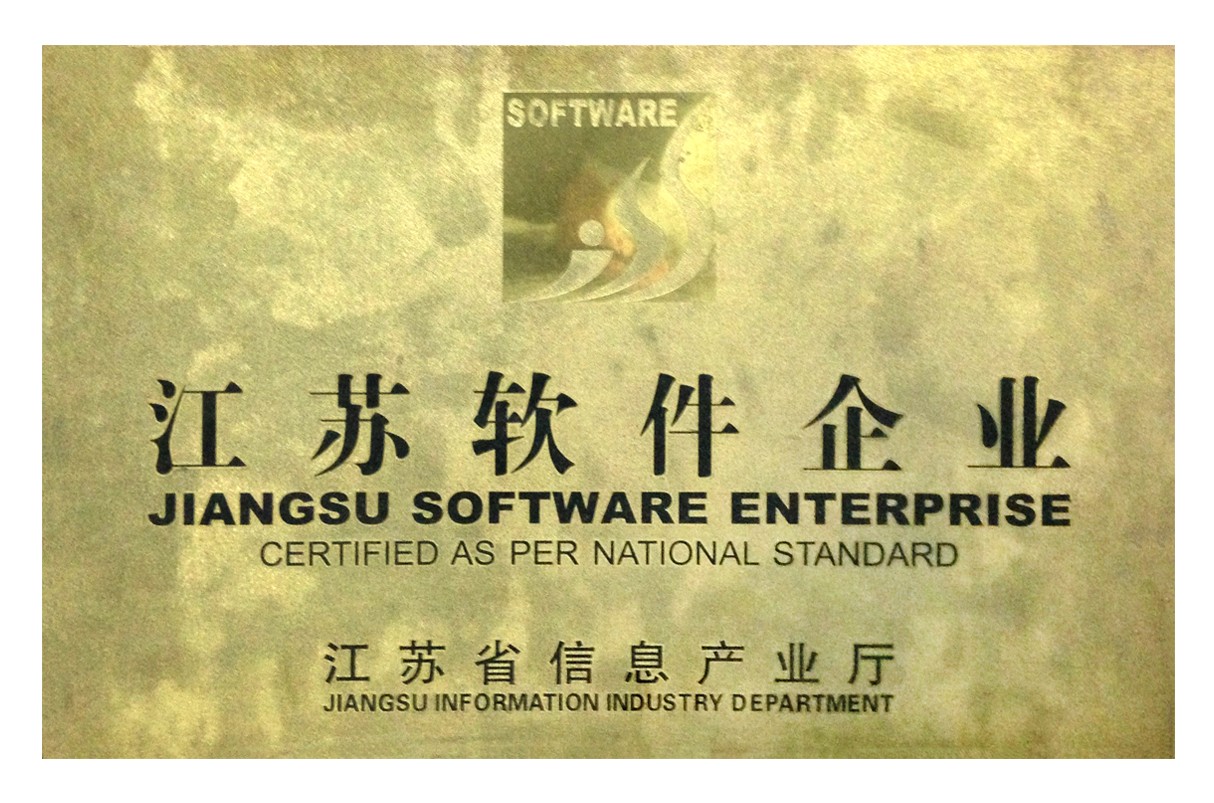 SOFTWARE
江苏软件企业
JIANGSU SOFTWARE ENTERPRISE
CERTIFIED AS PER NATIONAL STANDARD
江苏省信息产业厅
JIANGSU INFORMATION INDUSTRY DEPARTMENT